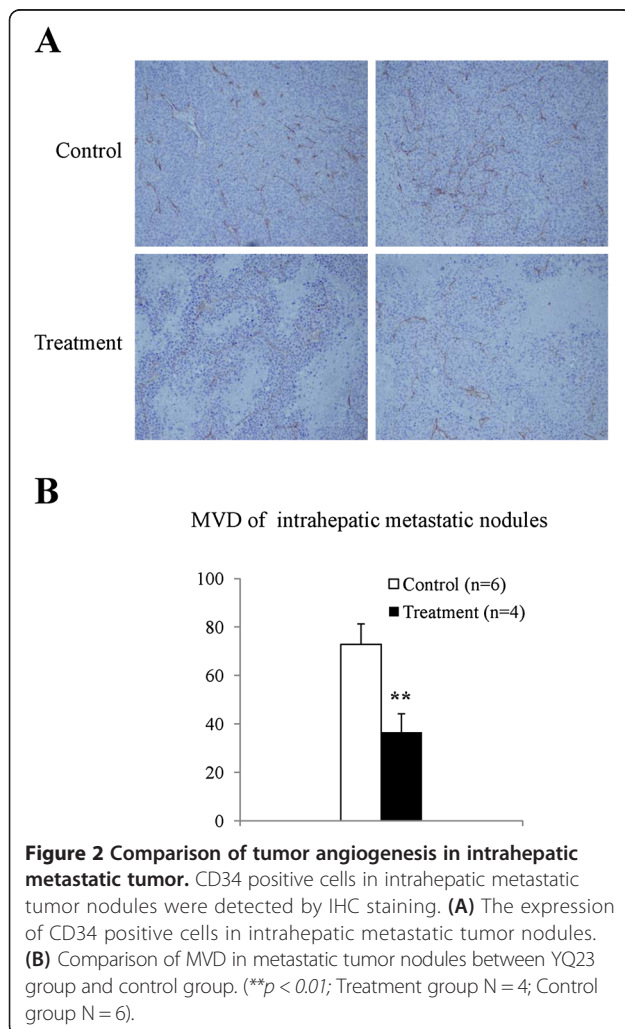 A
Control
Treatment
B
MVD of intrahepatic metastatic nodules
100
80
60
40
20
0
Control (n=6)
Treatment (n=4)
**
Figure 2 Comparison of tumor angiogenesis in intrahepatic
metastatic tumor. CD34 positive cells in intrahepatic metastatic
tumor nodules were detected by IHC staining. (A) The expression
of CD34 positive cells in intrahepatic metastatic tumor nodules.
(B) Comparison of MVD in metastatic tumor nodules between YQ23
group and control group. (**p < 0.01; Treatment group N = 4; Control
group N = 6).